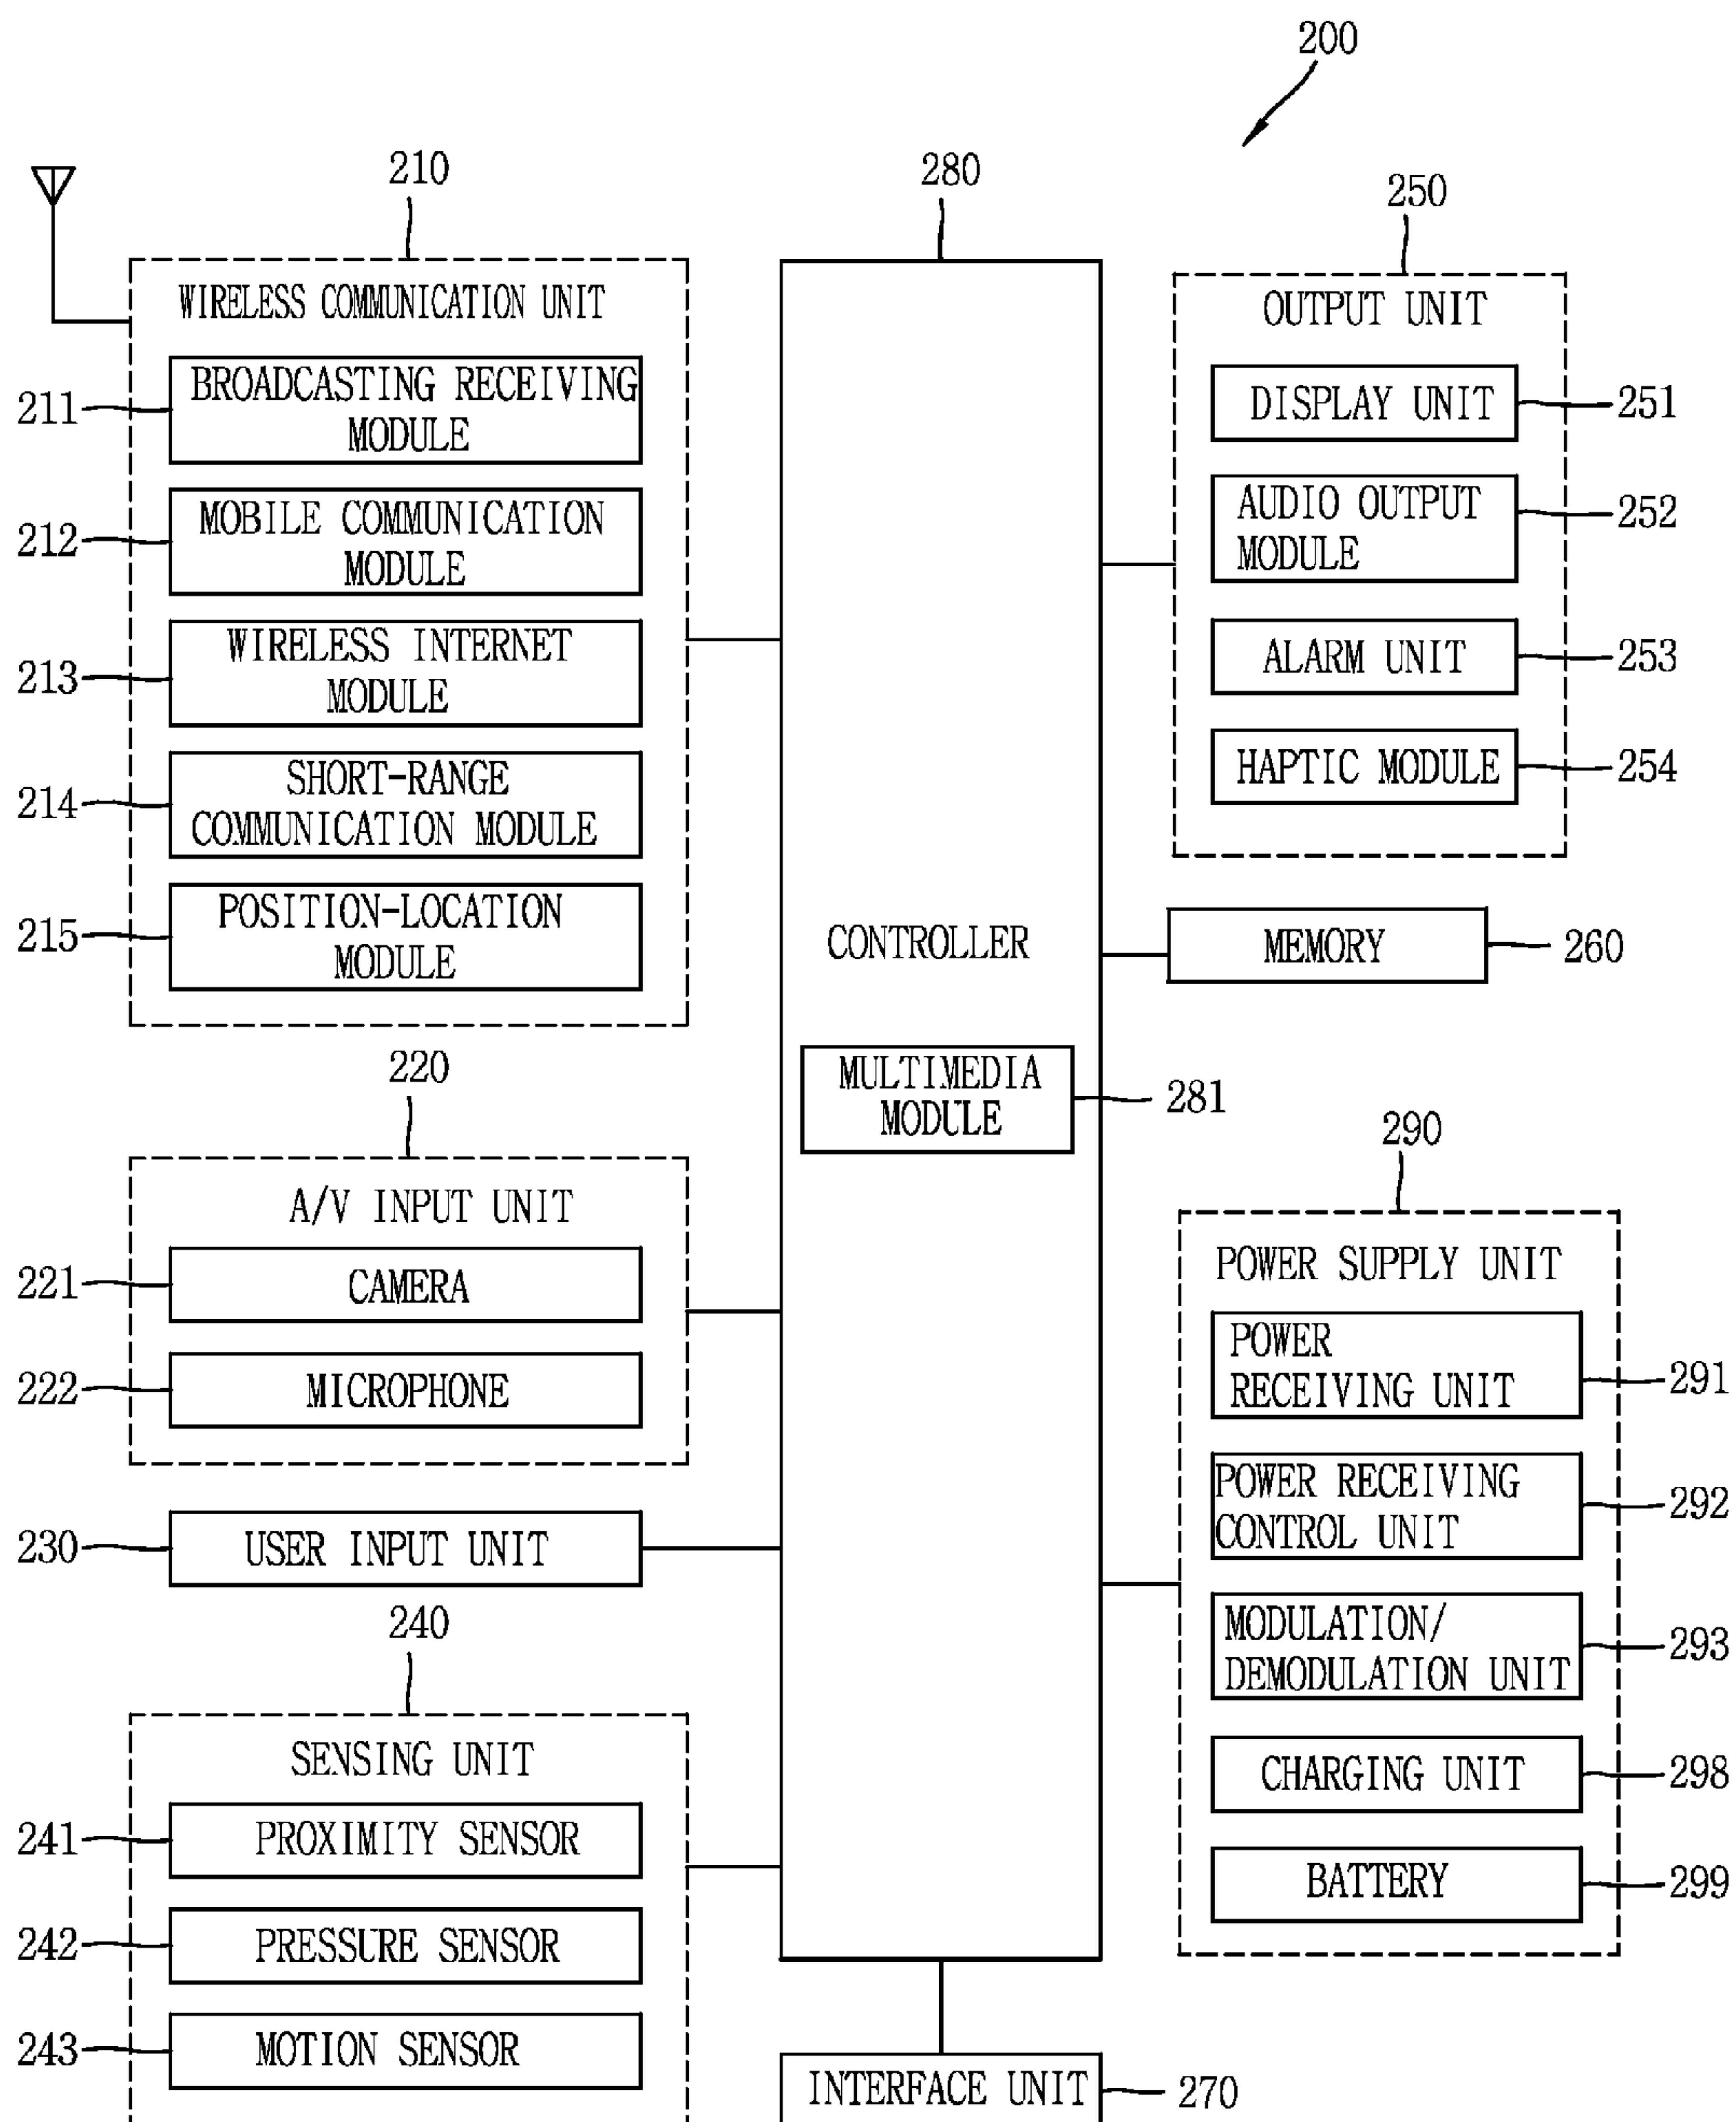 200
210
WIRELESS COMMUNICATION UNIT
211
BROADCASTING RECEIVING
MODULE
212
MOBILE COMMUNICATION
MODULE
213
WIRELESS INTERNET
MODULE
214
SHORT-RANGE
COMMUNICATION MODULE
215
POSITION-LOCATION
MODULE
220
A/V INPUT UNIT
221
CAMERA
222
MICROPHONE
230
USER INPUT UNIT
240
SENSING UNIT
241
PROXIMITY SENSOR
242
PRESSURE SENSOR
243
MOTION SENSOR
280
CONTROLLER
MULTIMEDIA
MODULE
281
INTERFACE UNIT
270
250
OUTPUT UNIT
DISPLAY UNIT
251
AUDIO OUTPUT
MODULE
252
ALARM UNIT
253
HAPTIC MODULE
254
MEMORY
260
290
POWER SUPPLY UNIT
POWER
RECEIVING UNIT
291
POWER RECEIVING
CONTROL UNIT
292
MODULATION/
DEMODULATION UNIT
293
CHARGING UNIT
298
BATTERY
299